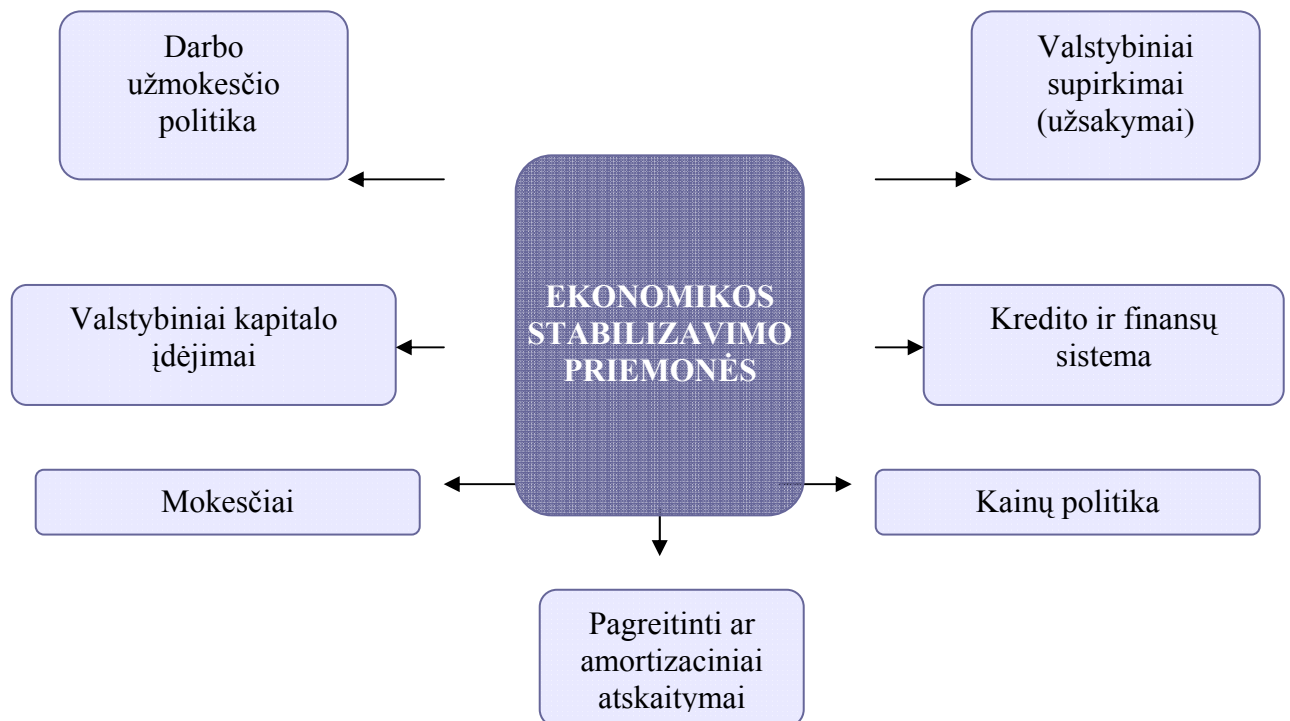 Darbo
užmokesčio
politika
Valstybiniai
supirkimai
(užsakymai)
EKONOMIKOS
STABILIZAVIMO
PRIEMONĖS
Valstybiniai kapitalo
įdėjimai
Kredito ir finansų
sistema
Mokesčiai
Kainų politika
Pagreitinti ar
amortizaciniai
atskaitymai